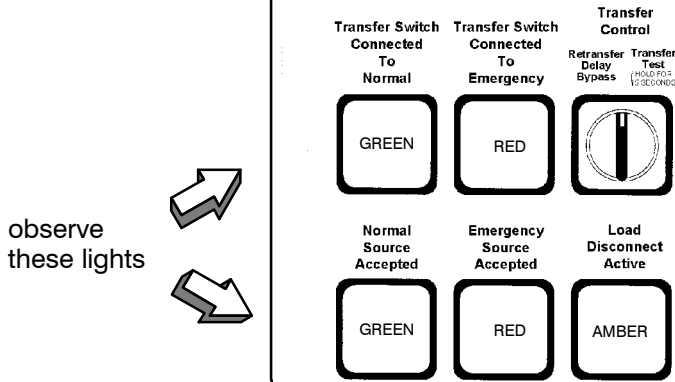 Transfer Switch
Connected
To
Normal
Transfer Switch
Connected
To
Emergency
Transfer
Control
Retransfer
Delay
Bypass
Transfer
Test
(HOLD FOR
15 SECONDS
GREEN
RED
observe
these lights
Normal
Source
Accepted
Emergency
Source
Accepted
Load
Disconnect
Active
GREEN
RED
AMBER